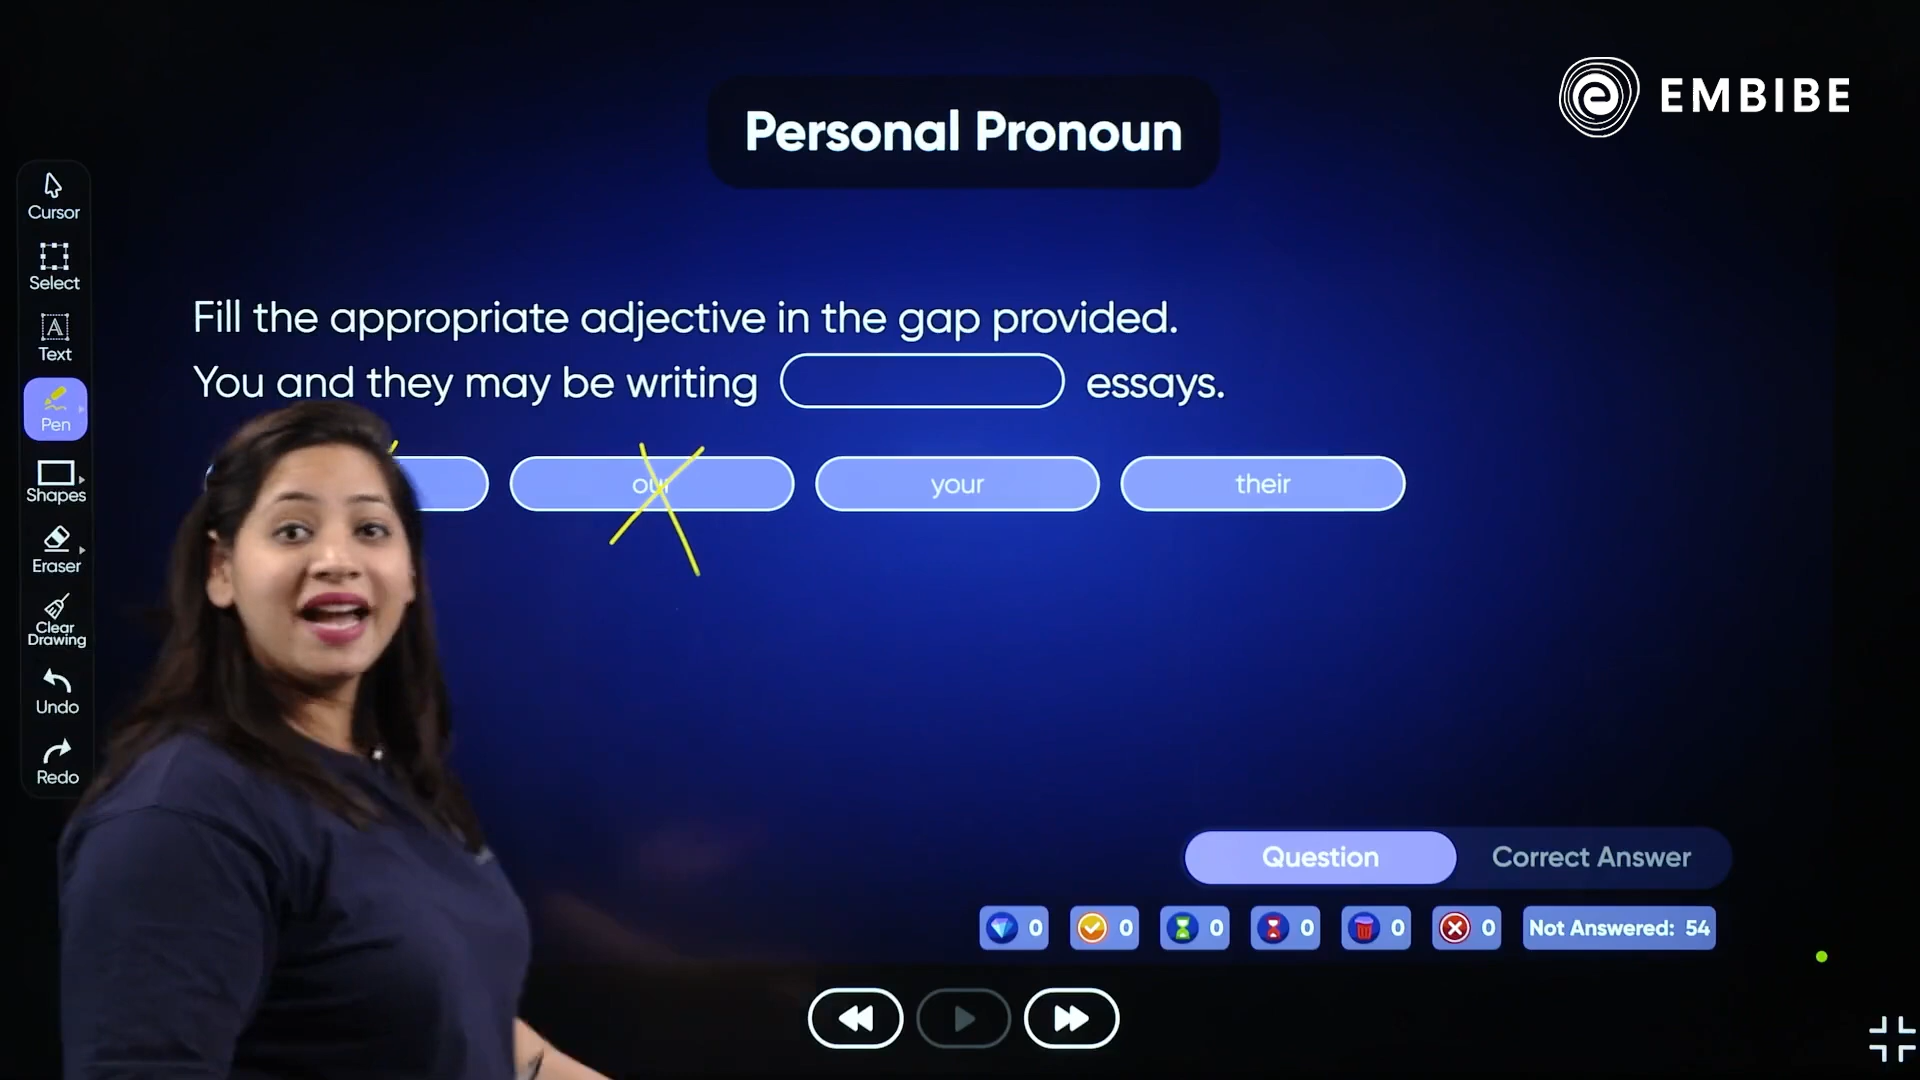 EMBIBE
Personal Pronoun
Cursor
Select
Text
Pen
Shapes
Eraser
Clear
Drawing
Undo
Redo
Fill the appropriate adjective in the gap provided.
You and they may be writing essays.
our
your
their
Question
Correct Answer
0
0
0
0
0
0
Not Answered: 54